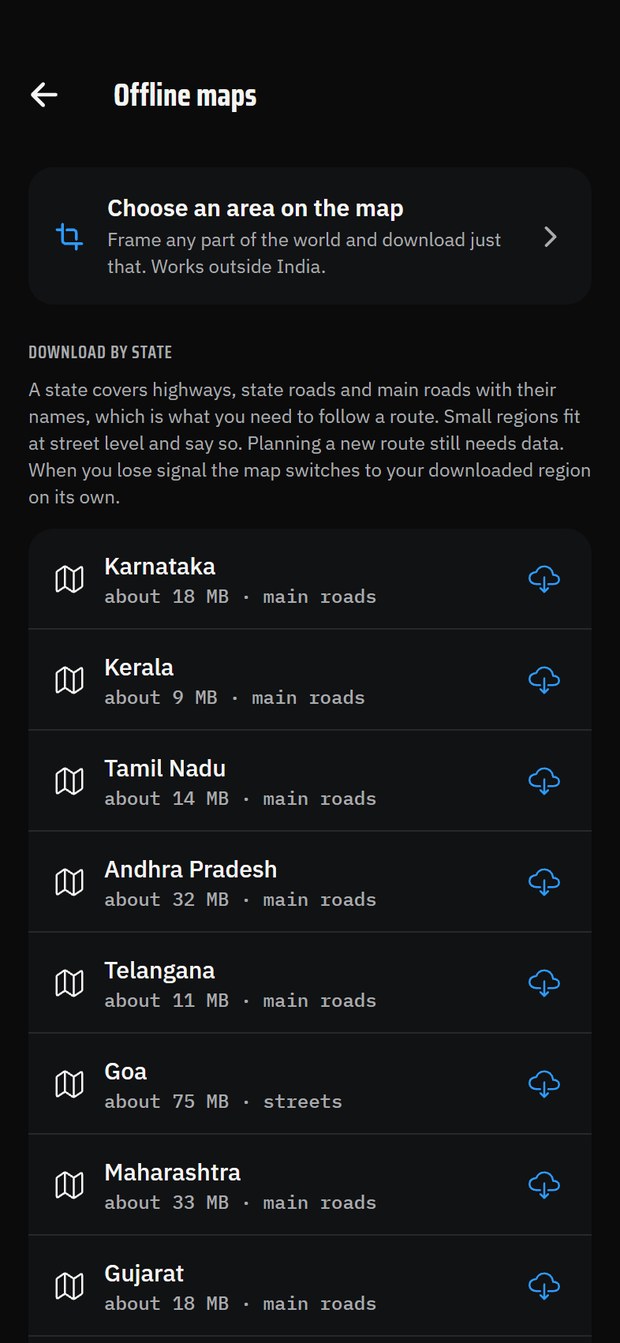 Offline maps
Choose an area on the map
Frame any part of the world and download just
that. Works outside India.
DOWNLOAD BY STATE
A state covers highways, state roads and main roads with their
names, which is what you need to follow a route. Small regions fit
at street level and say so. Planning a new route still needs data.
When you lose signal the map switches to your downloaded region
on its own.
Karnataka
about 18 MB · main roads
Kerala
about 9 MB · main roads
Tamil Nadu
about 14 MB · main roads
Andhra Pradesh
about 32 MB · main roads
Telangana
about 11 MB · main roads
Goa
about 75 MB · streets
Maharashtra
about 33 MB · main roads
Gujarat
about 18 MB · main roads